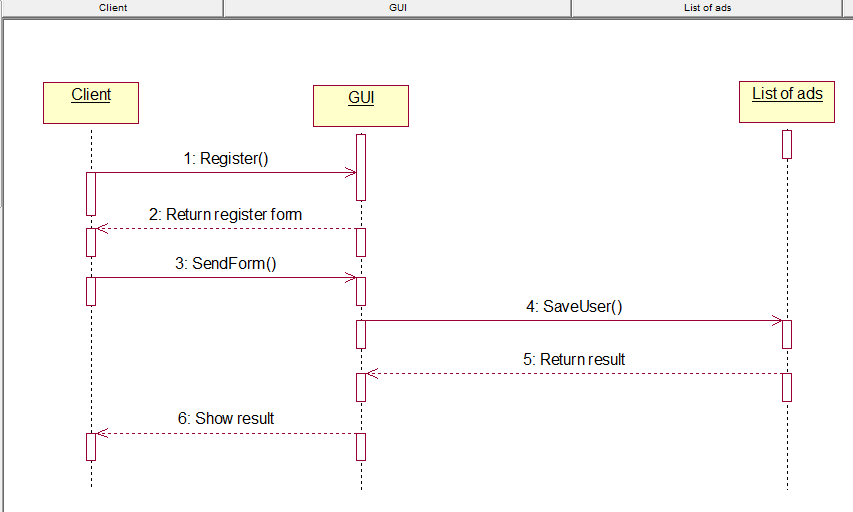 Client
GUI
List of ads
Client
GUI
List of ads
1: Register()
2: Return register form
3: SendForm()
4: SaveUser()
5: Return result
6: Show result